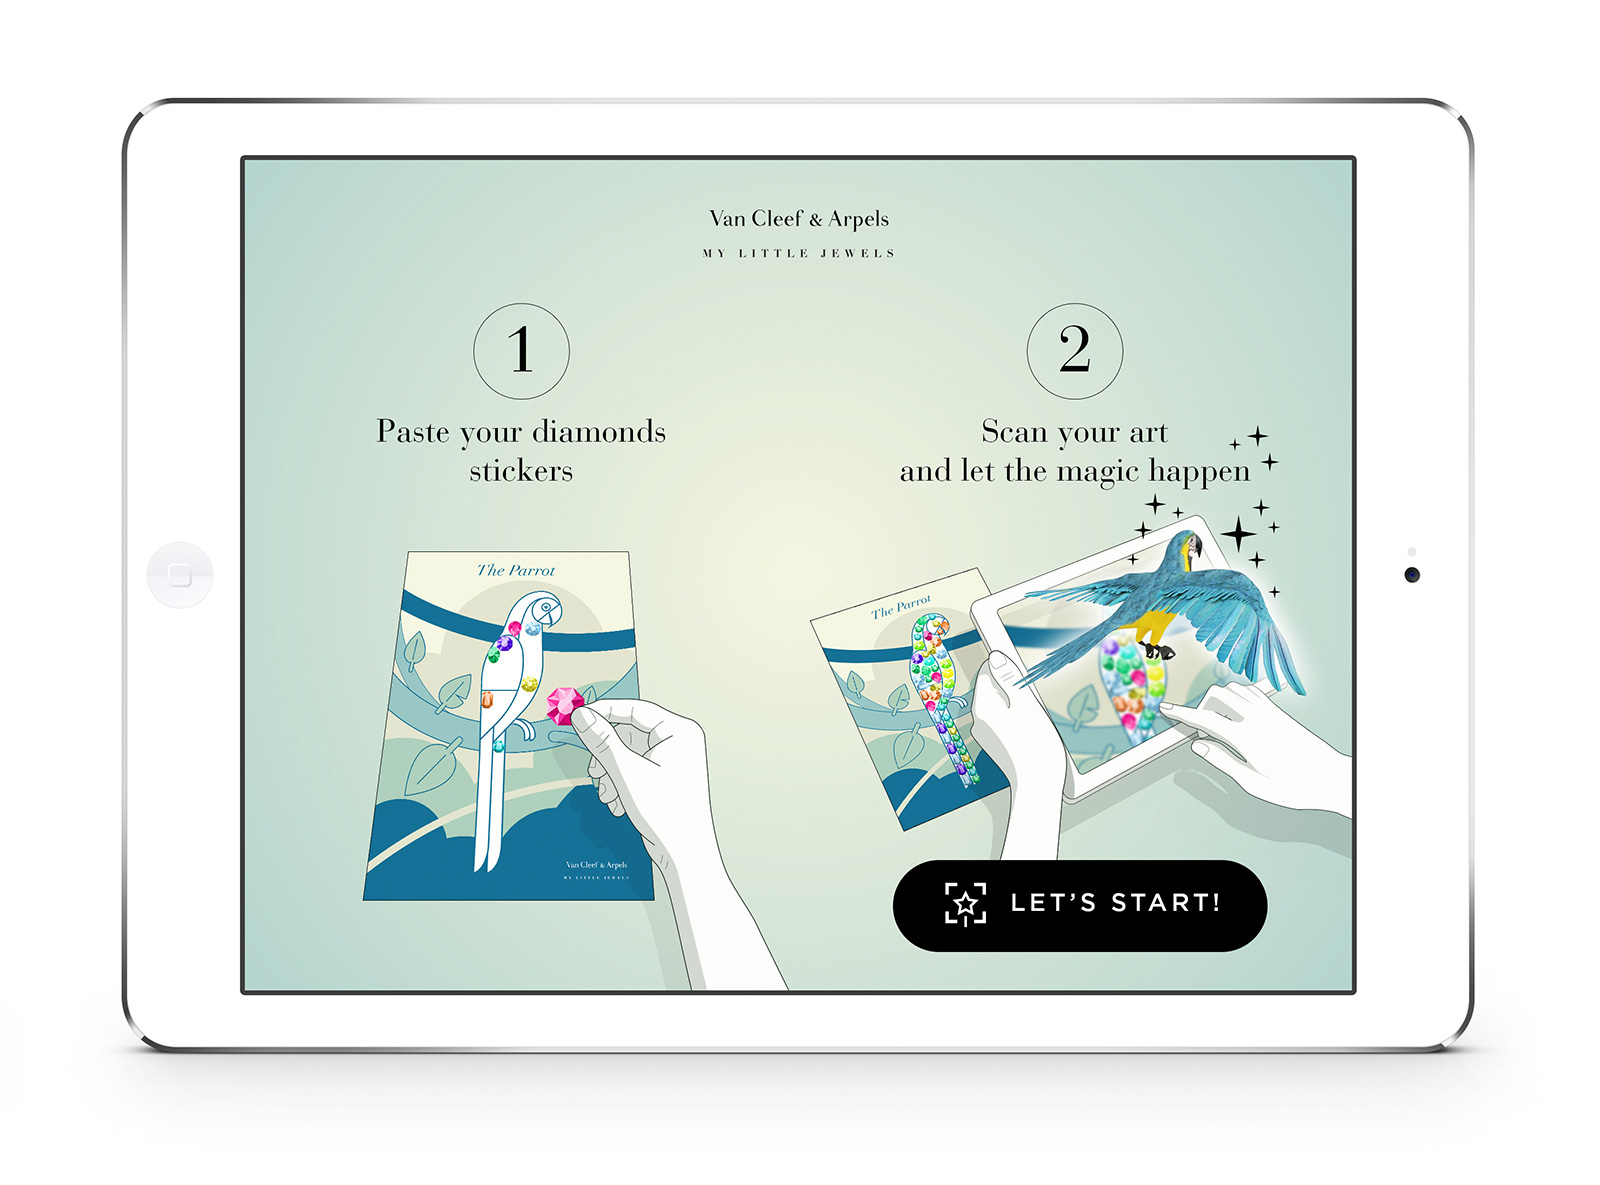 Van Cleef & Arpels
MY LITTLE JEWELS
1
Paste your diamonds
stickers
2
Scan your art
and let the magic happen
The Parrot
Van Cleef & Arpels
MY LITTLE JEWELS
The Parrot
LET'S START!